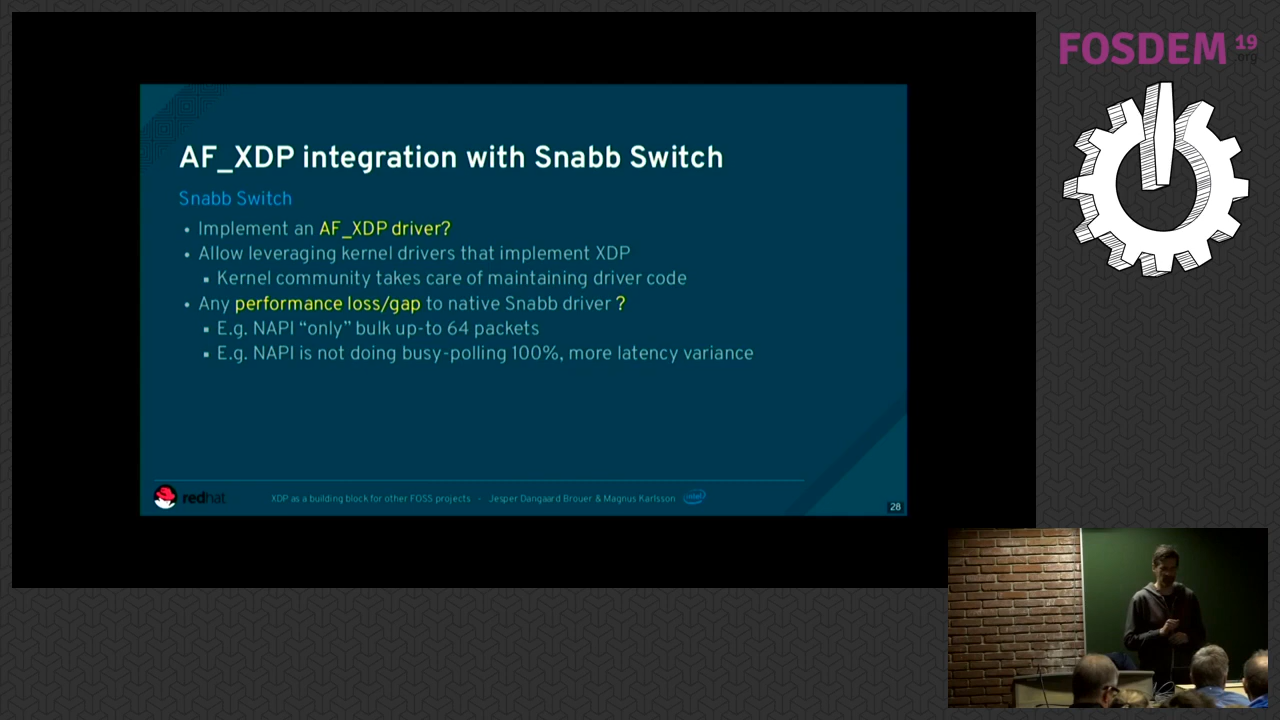 FOSDEM 19
.org
AF_XDP integration with Snabb Switch
Snabb Switch
• Implement an AF_XDP driver?
• Allow leveraging kernel drivers that implement XDP
▪ Kernel community takes care of maintaining driver code
• Any performance loss/gap to native Snabb driver ?
▪ E.g. NAPI “only” bulk up-to 64 packets
▪ E.g. NAPI is not doing busy-polling 100%, more latency variance
redhat
XDP as a building block for other FOSS projects - Jesper Dangaard Brouer & Magnus Karlsson
intel
28